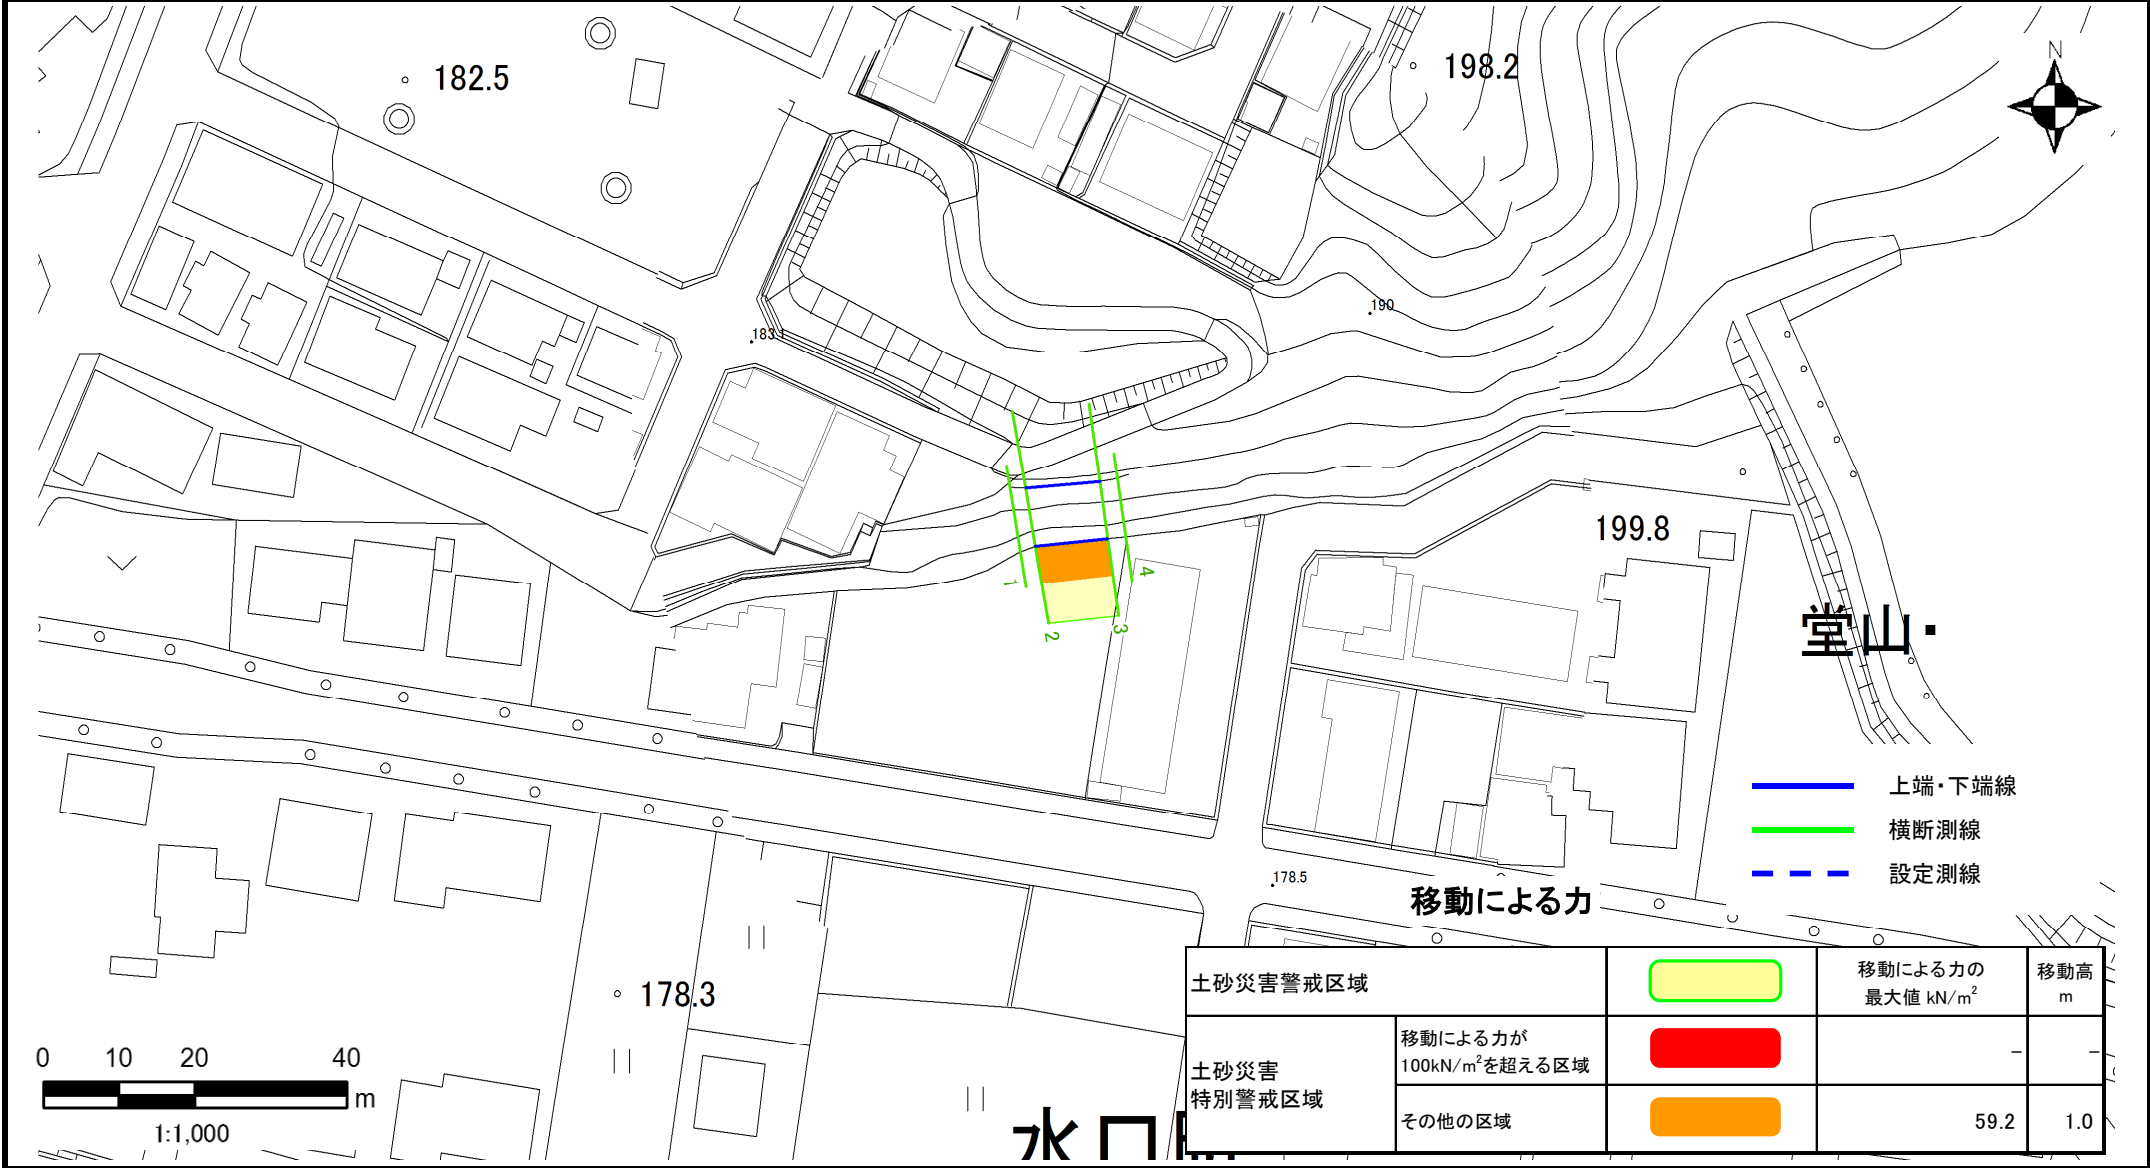 182.5
198.2
N
183.1
190
199.8
1
4
2
3
堂山・
上端・下端線
横断測線
設定測線
178.5
移動による力
178.3
土砂災害警戒区域
移動による力の
最大値 kN/m²
移動高
m
土砂災害
特別警戒区域
移動による力が
100kN/m²を超える区域
-
-
その他の区域
59.2
1.0
0 10 20 40
m
1:1,000
水口